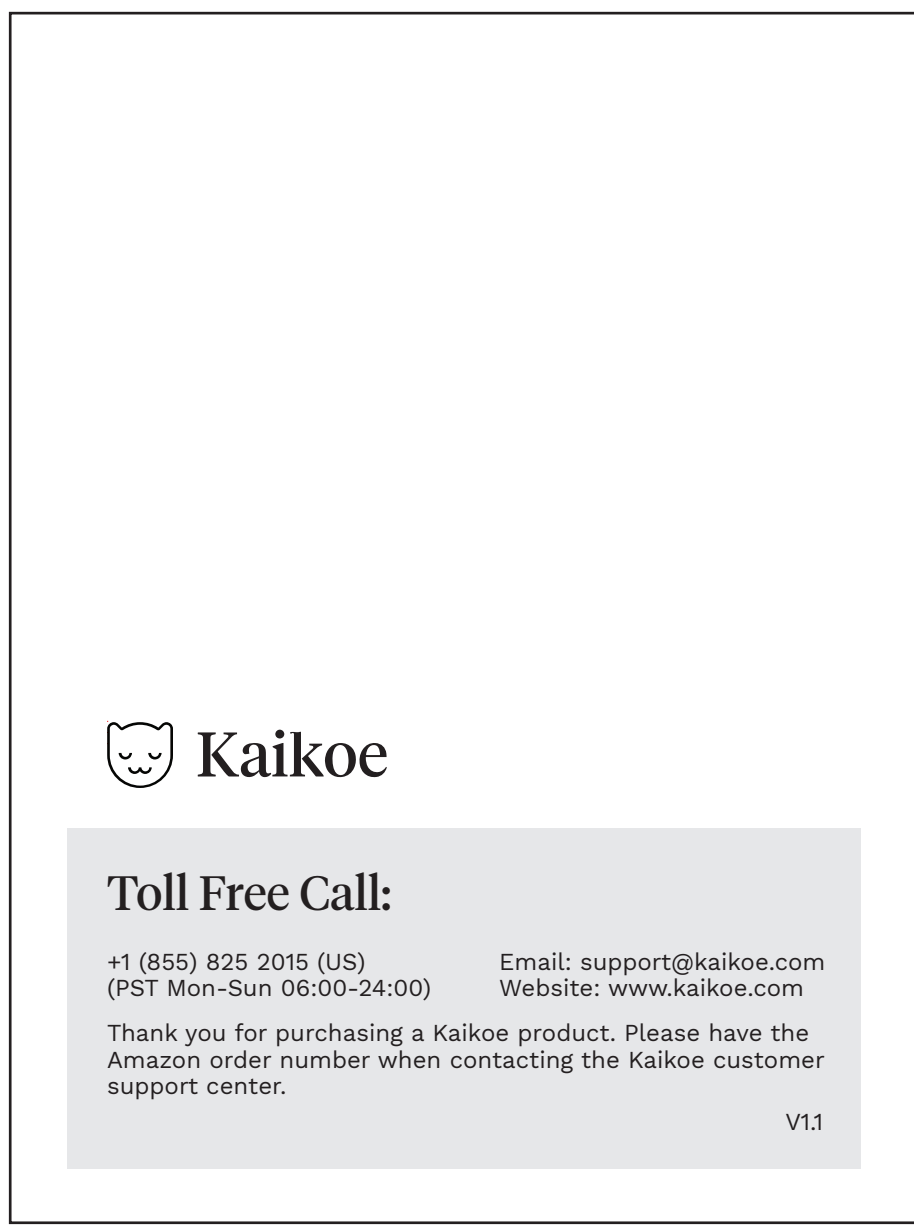 Kaikoe
Toll Free Call:
+1 (855) 825 2015 (US)
(PST Mon-Sun 06:00-24:00)
Email: support@kaikoe.com
Website: www.kaikoe.com
Thank you for purchasing a Kaikoe product. Please have the
Amazon order number when contacting the Kaikoe customer
support center.
V1.1